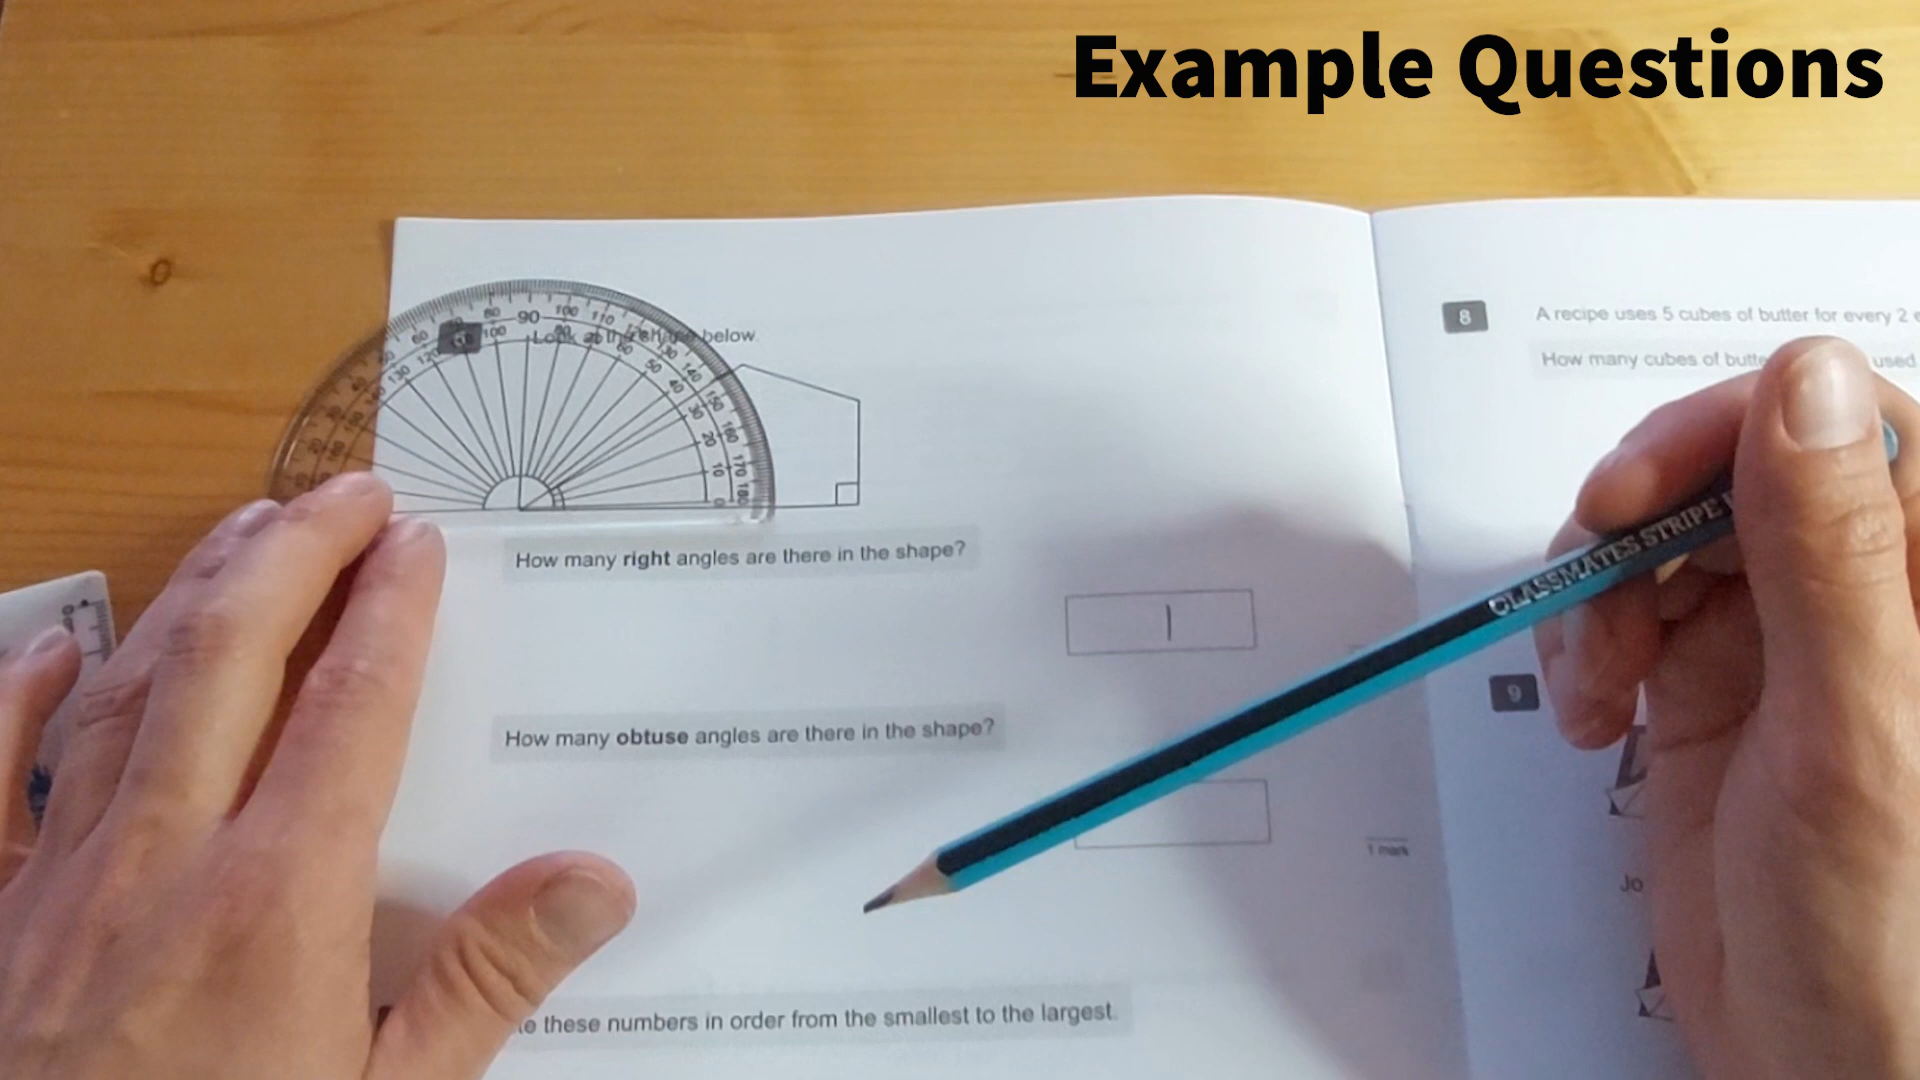 Example Questions
Look at the shape below.
How many right angles are there in the shape?
1
How many obtuse angles are there in the shape?
1 mark
these numbers in order from the smallest to the largest.
8
A recipe uses 5 cubes of butter for every 2
How many cubes of butte used
9
Jo
CLASSMATES STRIPE